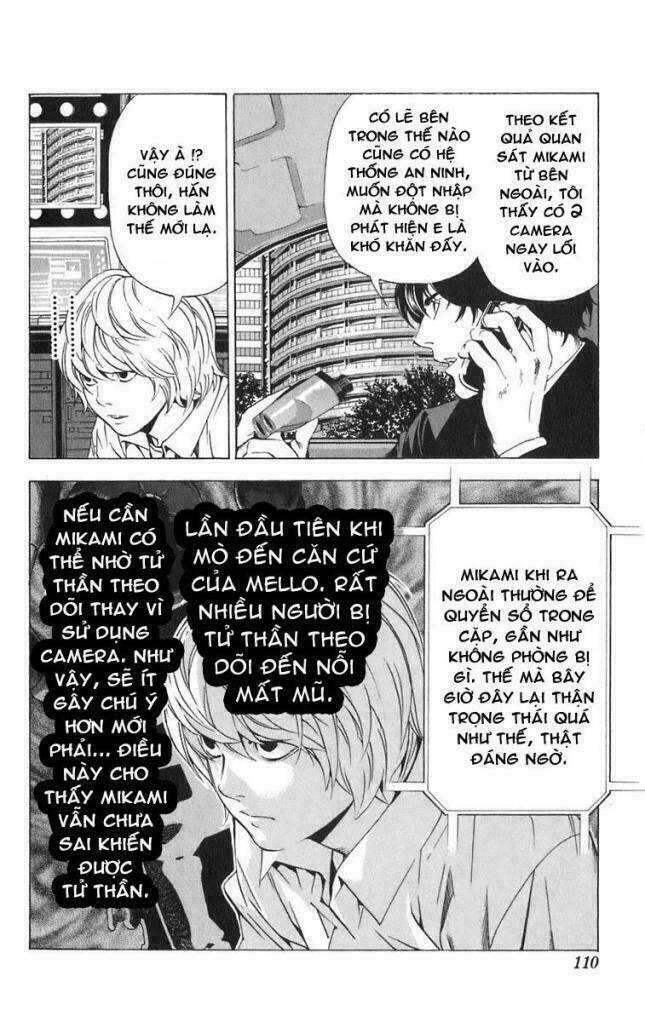 THEO KẾT
QUẢ QUAN
SÁT MIKAMI
TỪ BÊN
NGOÀI, TÔI
THẤY CÓ 2
CAMERA
NGAY LỐI
VÀO.
CÓ LẼ BÊN
TRONG THẾ NÀO
CŨNG CÓ HỆ
THỐNG AN NINH,
MUỐN ĐỘT NHẬP
MÀ KHÔNG BỊ
PHÁT HIỆN E LÀ
KHÓ KHĂN ĐẤY.
VẬY À !?
CŨNG ĐÚNG
THÔI, HẮN
KHÔNG LÀM
THẾ MỚI LẠ.
MIKAMI KHI RA
NGOÀI THƯỜNG ĐỂ
QUYỂN SỔ TRONG
CẶP, GẦN NHƯ
KHÔNG PHÒNG BỊ
GÌ. THẾ MÀ BÂY
GIỜ ĐÂY LẠI THẬN
TRỌNG THÁI QUÁ
NHƯ THẾ, THẬT
ĐÁNG NGỜ.
LẦN ĐẦU TIÊN KHI
MÒ ĐẾN CĂN CỨ
CỦA MELLO. RẤT
NHIỀU NGƯỜI BỊ
TỬ THẦN THEO
DÕI ĐẾN NỖI
MẤT MŨ.
NẾU CẦN
MIKAMI CÓ
THỂ NHỜ TỬ
THẦN THEO
DÕI THAY VÌ
SỬ DỤNG
CAMERA. NHƯ
VẬY, SẼ ÍT
GÂY CHÚ Ý
HƠN MỚI
PHẢI... ĐIỀU
NÀY CHO
THẤY MIKAMI
VẪN CHƯA
SAI KHIẾN
ĐƯỢC
TỬ THẦN.
110